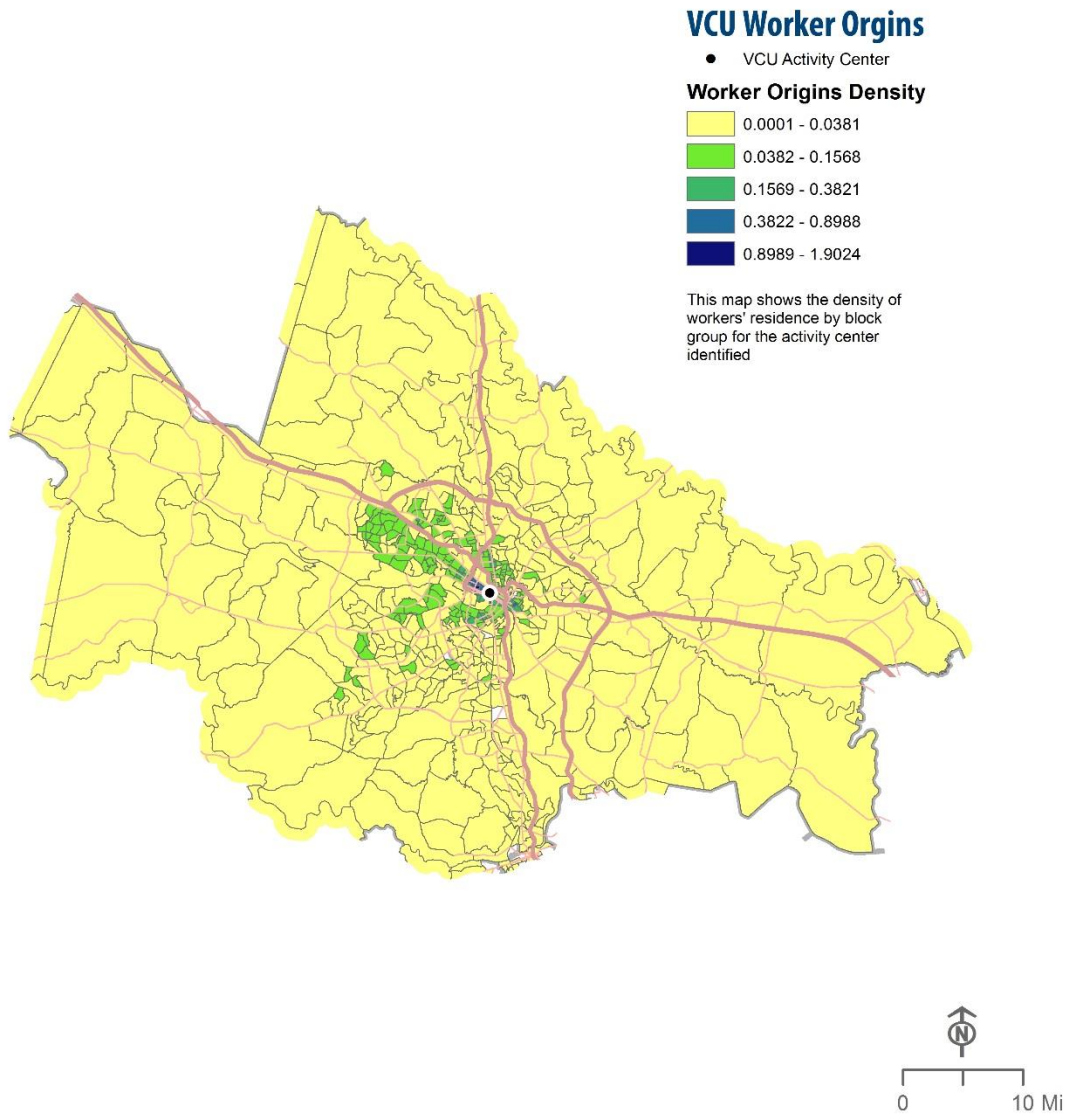 VCU Worker Orgins
VCU Activity Center
Worker Origins Density
0.0001 - 0.0381
0.0382 - 0.1568
0.1569 - 0.3821
0.3822 - 0.8988
0.8989 - 1.9024
This map shows the density of
workers' residence by block
group for the activity center
identified
N
0 10 Mi